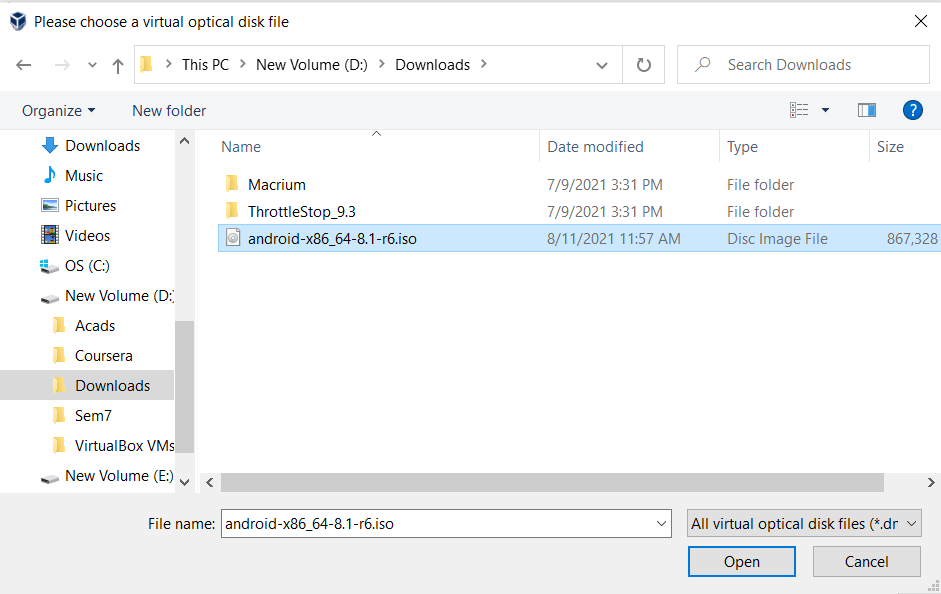 Please choose a virtual optical disk file
This PC > New Volume (D:) > Downloads >
Search Downloads
Organize
New folder
Downloads
Music
Pictures
Videos
OS (C:)
New Volume (D:)
Acads
Coursera
Downloads
Sem7
VirtualBox VMs
New Volume (E:)
Name Date modified Type Size
Macrium 7/9/2021 3:31 PM File folder
ThrottleStop_9.3 7/9/2021 3:31 PM File folder
android-x86_64-8.1-r6.iso 8/11/2021 11:57 AM Disc Image File 867,328
File name: android-x86_64-8.1-r6.iso All virtual optical disk files (*.dr
Open Cancel